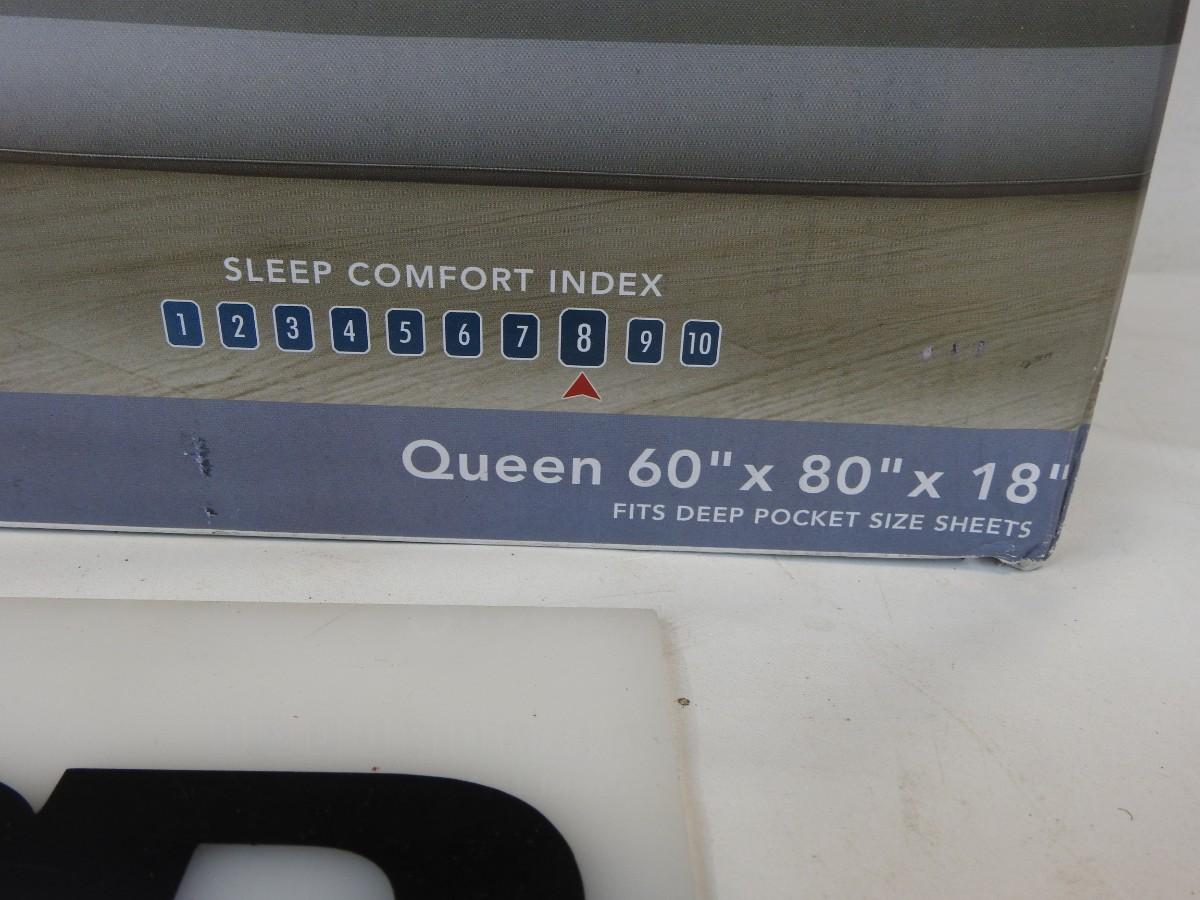 SLEEP COMFORT INDEX
1 2 3 4 5 6 7 8 9 10
Queen 60" x 80" x 18"
FITS DEEP POCKET SIZE SHEETS